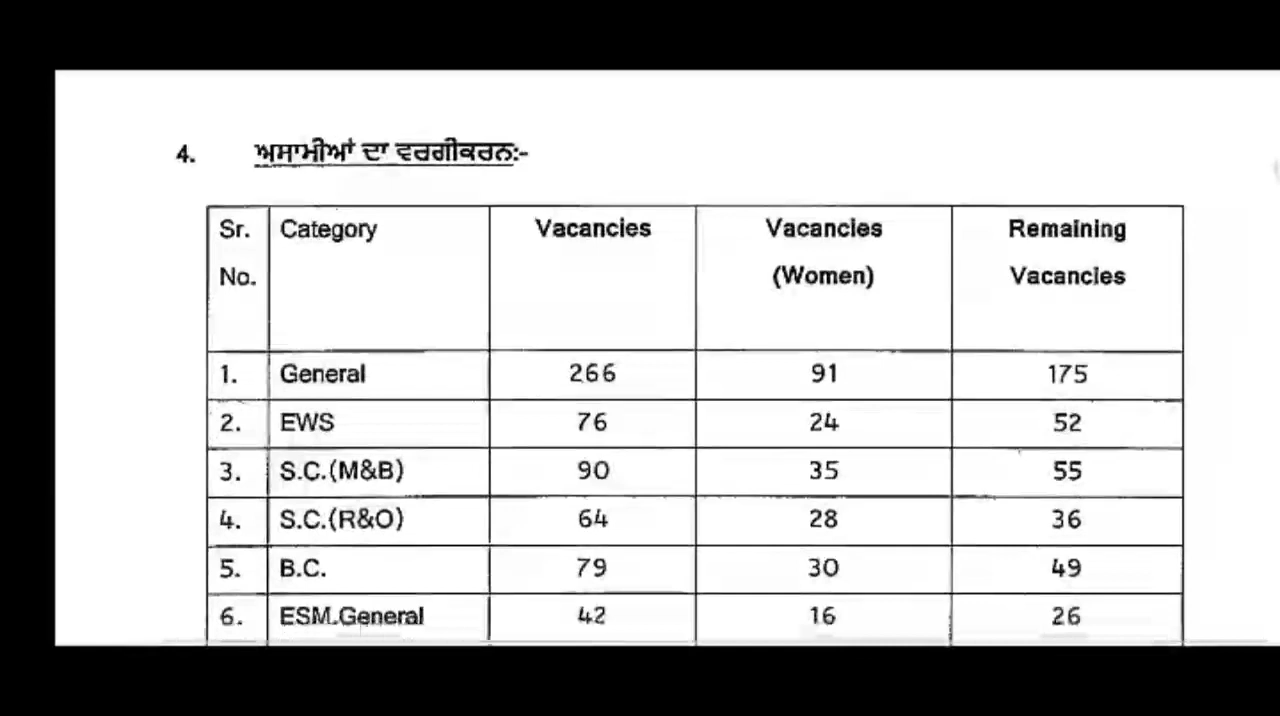 4. ਅਸਾਮੀਆਂ ਦਾ ਵਰਗੀਕਰਨ:-
Sr. No. Category Vacancies Vacancies (Women) Remaining Vacancies
1. General 266 91 175
2. EWS 76 24 52
3. S.C.(M&B) 90 35 55
4. S.C.(R&O) 64 28 36
5. B.C. 79 30 49
6. ESM.General 42 16 26